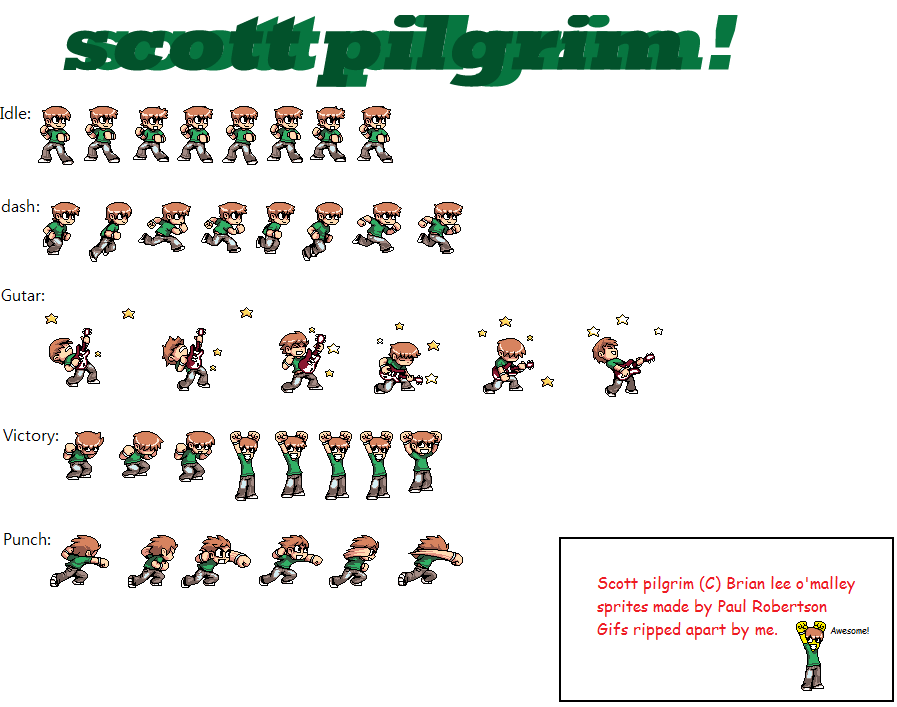 scott pilgrim!
Idle:
dash:
Gutar:
Victory:
Punch:
Scott pilgrim (C) Brian lee o'malley
sprites made by Paul Robertson
Gifs ripped apart by me.
Awesome!